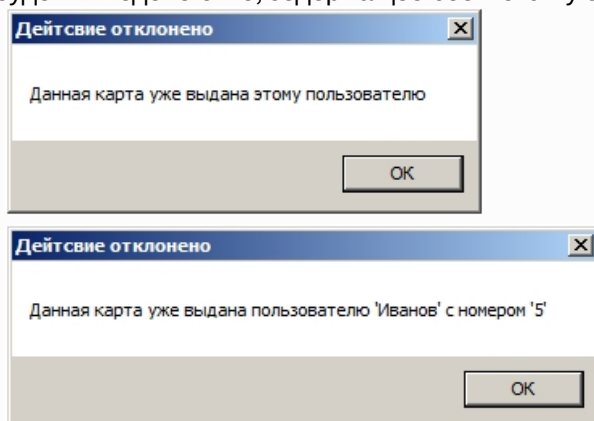 Дейтсвие отклонено
Данная карта уже выдана этому пользователю
OK
Дейтсвие отклонено
Данная карта уже выдана пользователю 'Иванов' с номером '5'
OK